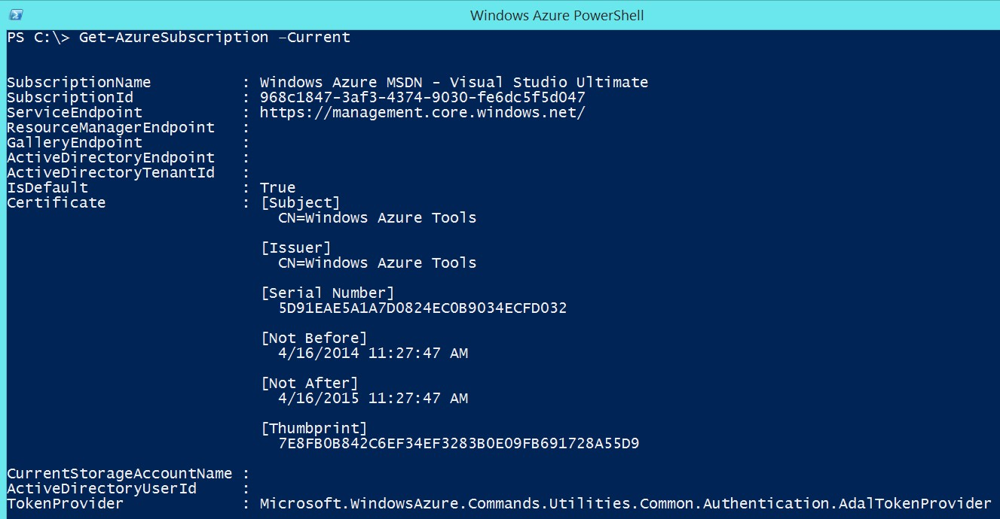 Windows Azure PowerShell
PS C:\> Get-AzureSubscription –Current
SubscriptionName : Windows Azure MSDN - Visual Studio Ultimate
SubscriptionId : 968c1847-3af3-4374-9030-fe6dc5f5d047
ServiceEndpoint : https://management.core.windows.net/
ResourceManagerEndpoint :
GalleryEndpoint :
ActiveDirectoryEndpoint :
ActiveDirectoryTenantId :
IsDefault : True
Certificate : [Subject]
CN=Windows Azure Tools
[Issuer]
CN=Windows Azure Tools
[Serial Number]
5D91EAE5A1A7D0824EC0B9034ECFD032
[Not Before]
4/16/2014 11:27:47 AM
[Not After]
4/16/2015 11:27:47 AM
[Thumbprint]
7E8FB0B842C6EF34EF3283B0E09FB691728A55D9
CurrentStorageAccountName :
ActiveDirectoryUserId :
TokenProvider : Microsoft.WindowsAzure.Commands.Utilities.Common.Authentication.AdalTokenProvider